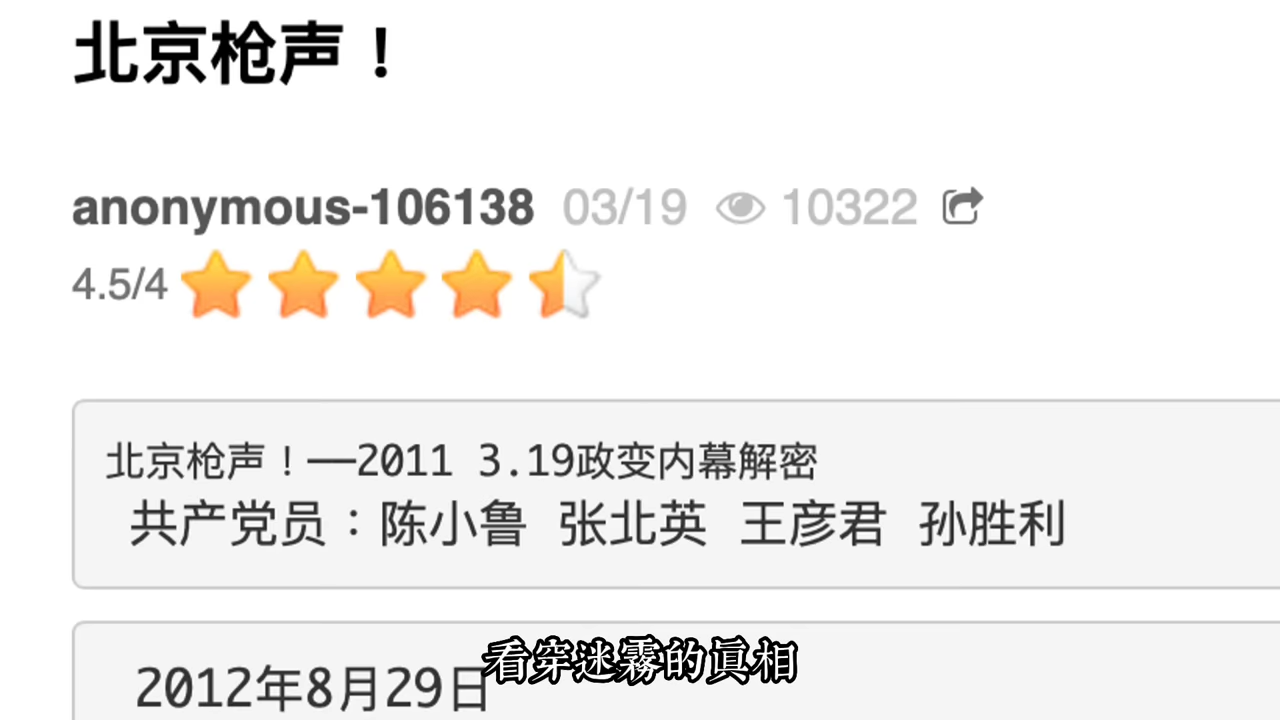 北京枪声！
anonymous-106138 03/19 10322
4.5/4
北京枪声！——2011 3.19政变内幕解密
共产党员：陈小鲁 张北英 王彦君 孙胜利
2012年8月29日
看穿迷霧的眞相